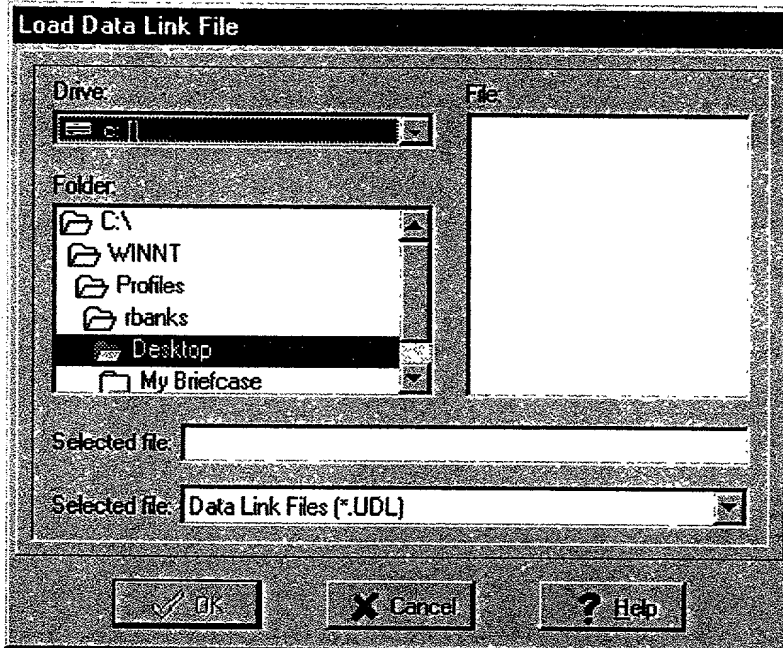 Load Data Link File
Drive:
File:
c: []
Folder:
C:\
WINNT
Profiles
rbanks
Desktop
My Briefcase
Selected file:
Selected file: Data Link Files (*.UDL)
OK
Cancel
Help